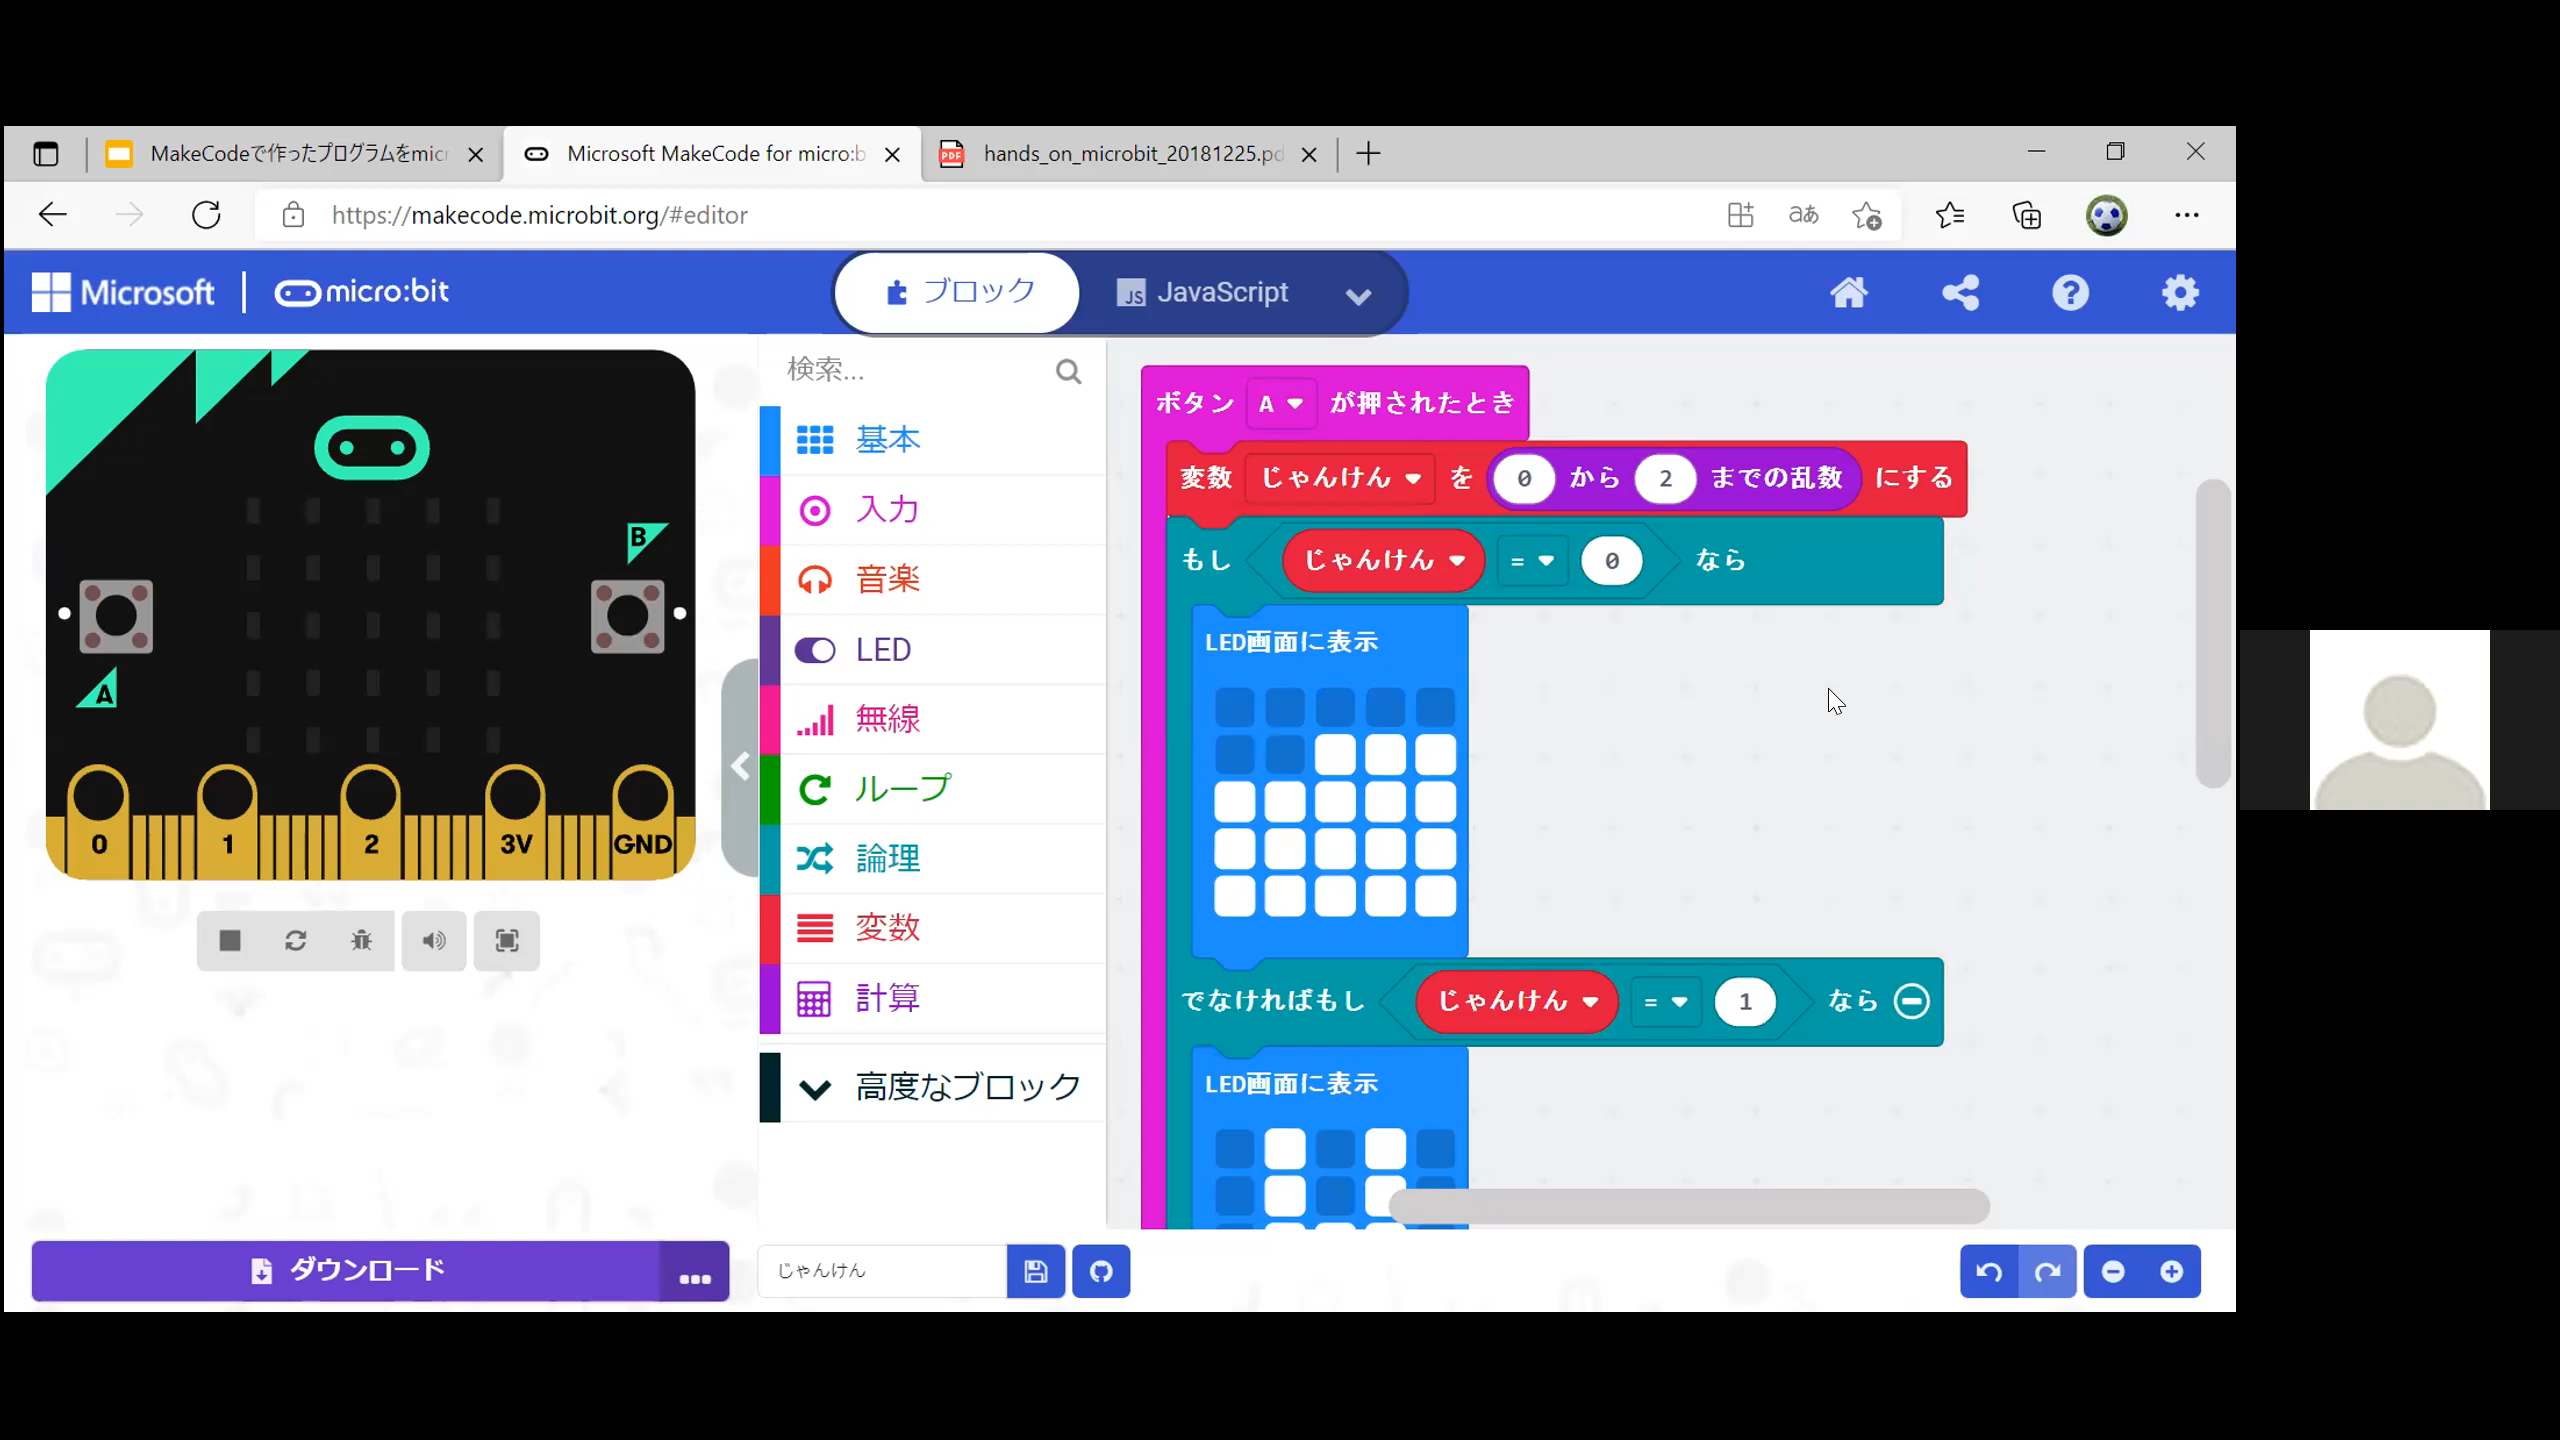 MakeCodeで作ったプログラムをmicr
Microsoft MakeCode for micro:b
PDF
hands_on_microbit_20181225.pd
https://makecode.microbit.org/#editor
aあ
Microsoft
micro:bit
ブロック
JS
JavaScript
検索...
基本
入力
音楽
LED
無線
ループ
論理
変数
計算
高度なブロック
B
A
0
1
2
3V
GND
ボタン A が押されたとき
変数 じゃんけん を 0 から 2 までの乱数 にする
もし じゃんけん = 0 なら
LED画面に表示
でなければもし じゃんけん = 1 なら
LED画面に表示
ダウンロード
じゃんけん